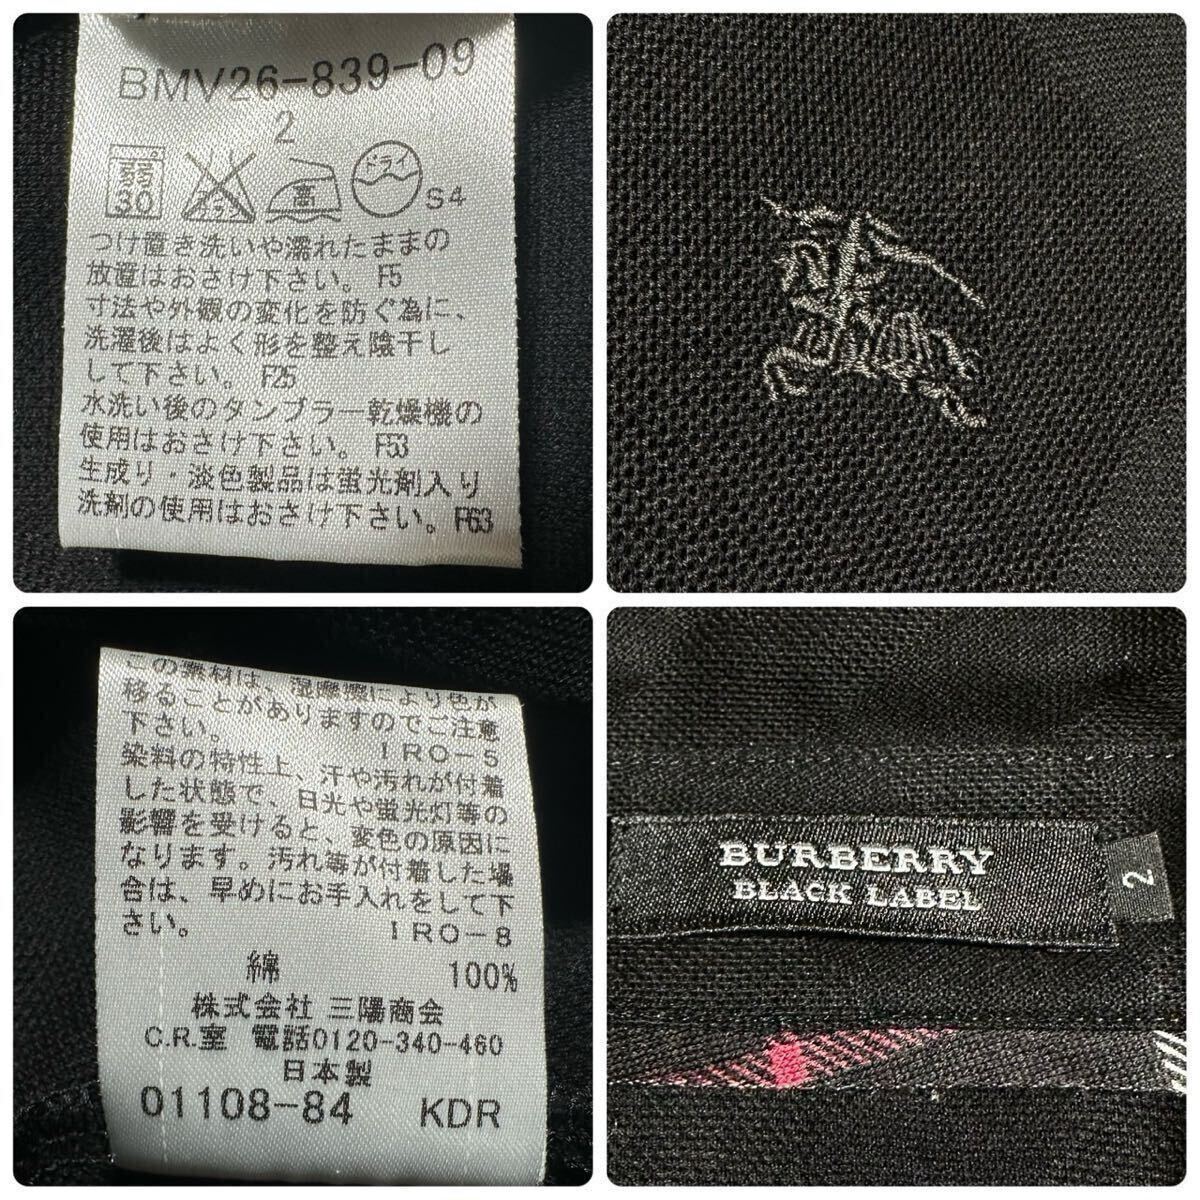 BMV26-839-09
2
弱
30
エンソ
サラシ
高
ドライ
S4
つけ置き洗いや濡れたままの
放置はおさけ下さい。 F5
寸法や外観の変化を防ぐ為に、
洗濯後はよく形を整え陰干し
して下さい。 F25
水洗い後のタンブラー乾燥機の
使用はおさけ下さい。 F53
生成り・淡色製品は蛍光剤入り
洗剤の使用はおさけ下さい。 F63
この素材は、湿摩擦により色が
移ることがありますのでご注意
下さい。 IRO-5
染料の特性上、汗や汚れが付着
した状態で、日光や蛍光灯等の
影響を受けると、変色の原因に
なります。汚れ等が付着した場
合は、早めにお手入れをして下
さい。 IRO-8
綿 100%
株式会社 三陽商会
C.R.室 電話0120-340-460
日本製
01108-84 KDR
BURBERRY
BLACK LABEL
2